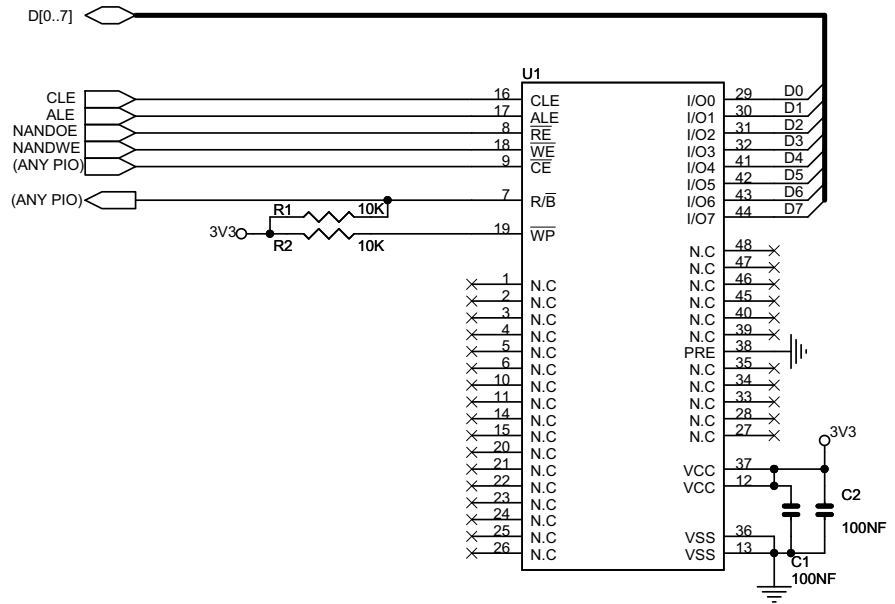 D[0..7]
U1
CLE 16 CLE I/O0 29 D0
ALE 17 ALE I/O1 30 D1
NANDOE 8 RE I/O2 31 D2
NANDWE 18 WE I/O3 32 D3
(ANY PIO) 9 CE I/O4 41 D4
I/O5 42 D5
(ANY PIO) 7 R/B I/O6 43 D6
R1 10K I/O7 44 D7
3V3 19 WP
R2 10K
N.C 48
N.C 47
1 N.C N.C 46
2 N.C N.C 45
3 N.C N.C 40
4 N.C N.C 39
5 N.C PRE 38
6 N.C N.C 35
10 N.C N.C 34
11 N.C N.C 33
14 N.C N.C 28
15 N.C N.C 27
3V3
20 N.C
21 N.C VCC 37
22 N.C VCC 12
23 N.C C2
24 N.C 100NF
25 N.C VSS 36
26 N.C VSS 13
C1
100NF